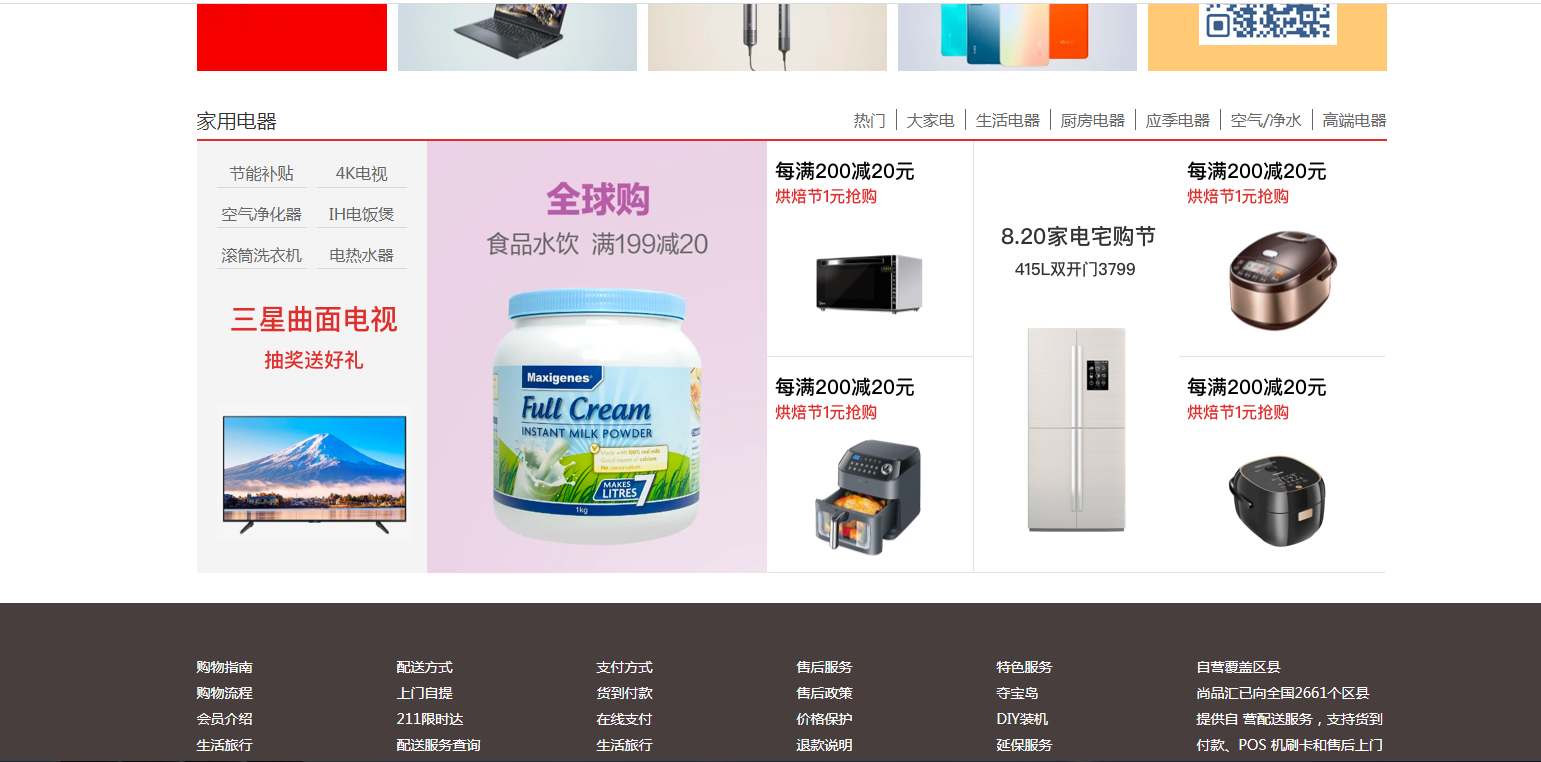 家用电器
热门
大家电
生活电器
厨房电器
应季电器
空气/净水
高端电器
节能补贴
4K电视
空气净化器
IH电饭煲
滚筒洗衣机
电热水器
三星曲面电视
抽奖送好礼
全球购
食品水饮 满199减20
Maxigenes
Full Cream
INSTANT MILK POWDER
Made with 100% real milk
Good source of calcium
No preservatives
MAKES
LITRES 7
1kg
每满200减20元
烘焙节1元抢购
每满200减20元
烘焙节1元抢购
8.20家电宅购节
415L双开门3799
每满200减20元
烘焙节1元抢购
每满200减20元
烘焙节1元抢购
购物指南
购物流程
会员介绍
生活旅行
配送方式
上门自提
211限时达
配送服务查询
支付方式
货到付款
在线支付
生活旅行
售后服务
售后政策
价格保护
退款说明
特色服务
夺宝岛
DIY装机
延保服务
自营覆盖区县
尚品汇已向全国2661个区县
提供自 营配送服务，支持货到
付款、POS 机刷卡和售后上门